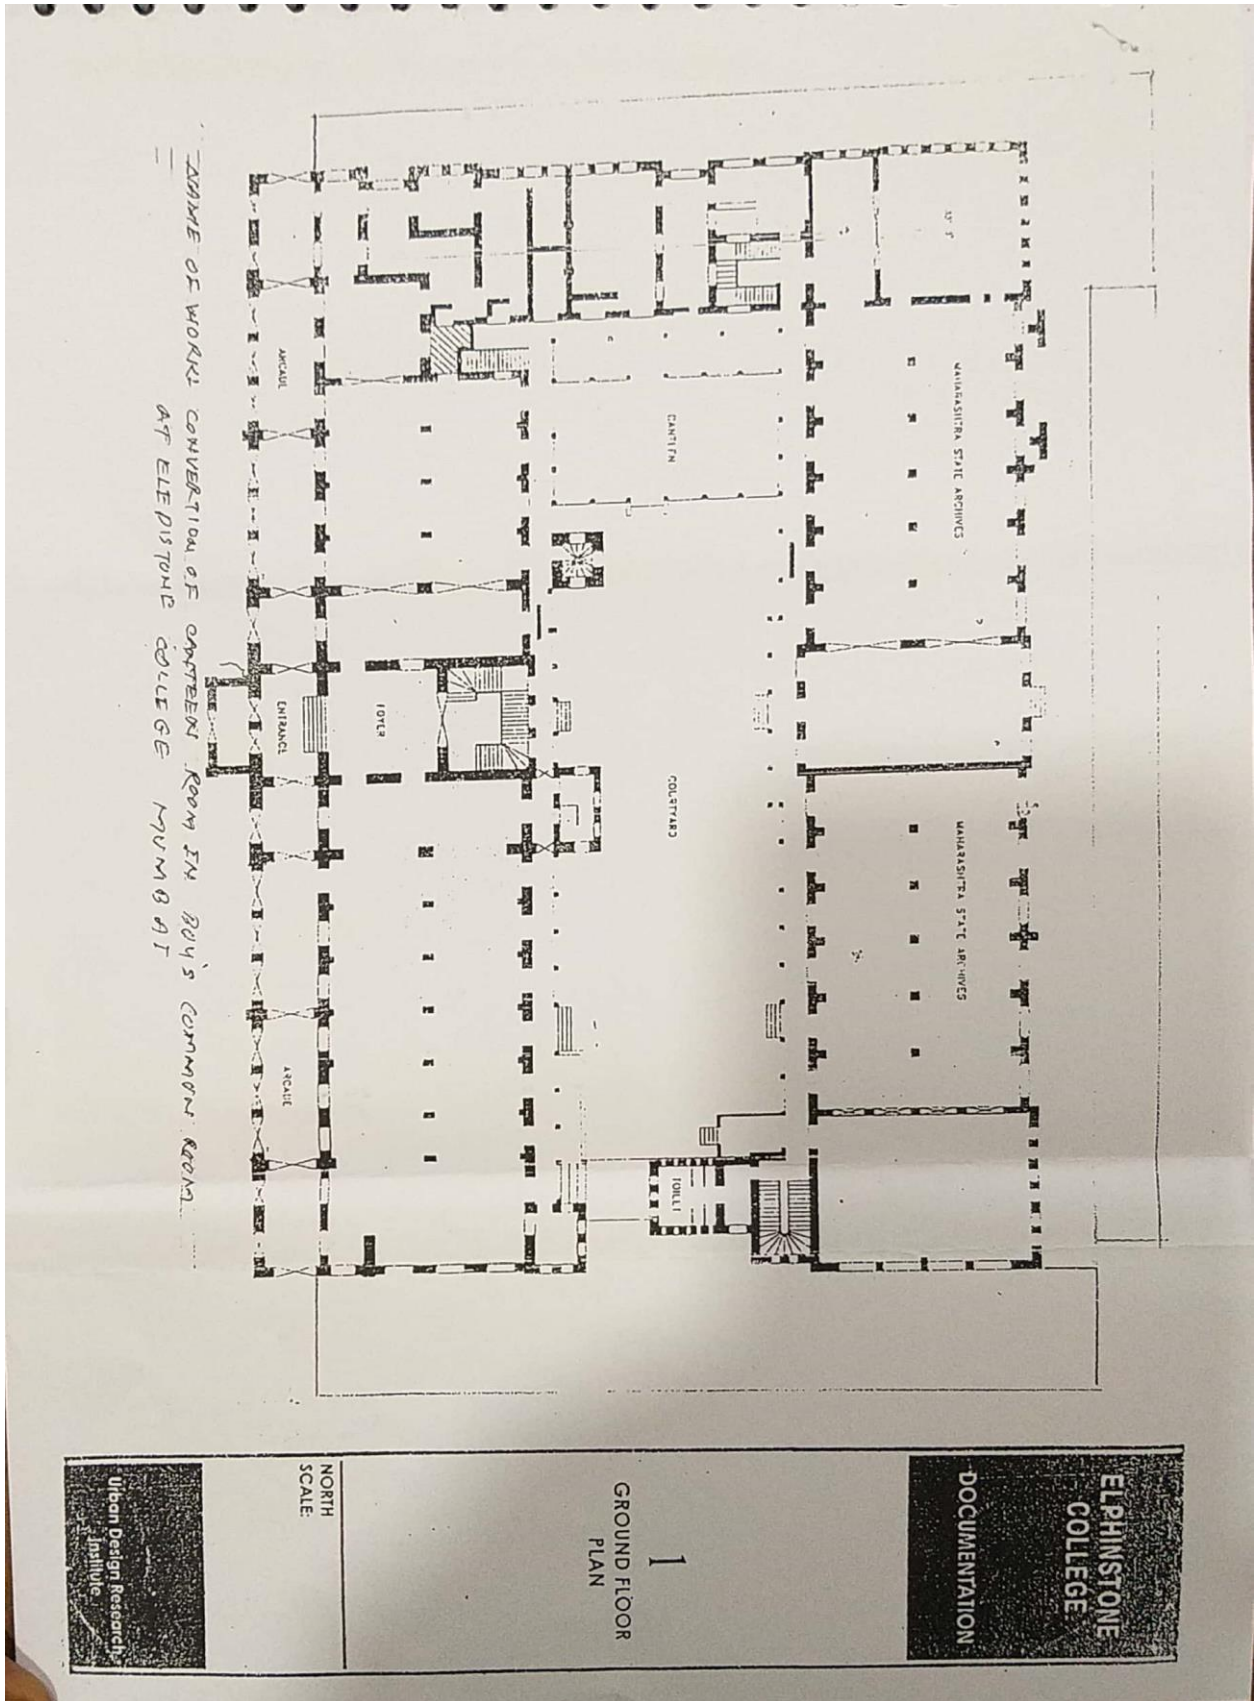 MAHARASHTRA STATE ARCHIVES
MAHARASHTRA STATE ARCHIVES
CANTEEN
COURTYARD
TOILET
FOYER
ARCADE
ENTRANCE
ARCADE
NAME OF WORK: CONVERTION OF CANTEEN ROOM IN BOY'S COMMON ROOM
AT ELEPISTONE COLLEGE MUMBAI
ELPHINSTONE
COLLEGE
DOCUMENTATION
1
GROUND FLOOR
PLAN
NORTH
SCALE:
Urban Design Research
Institute